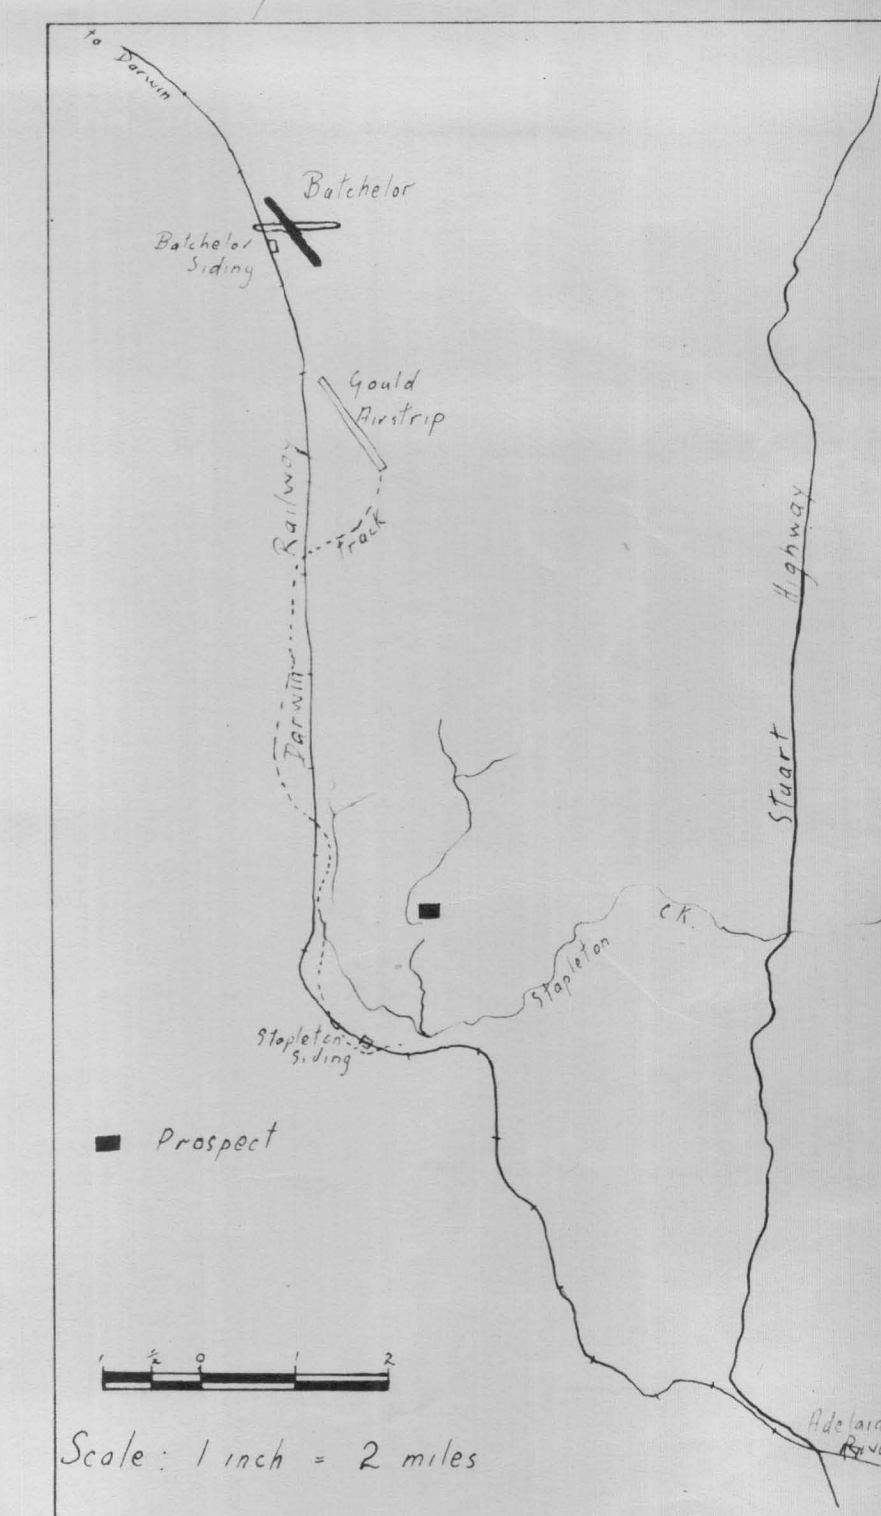 to
Darwin
Batchelor
Batchelor
Siding
Gould
Airstrip
Railway
Track
Darwin
Highway
Stuart
Stapleton
CK.
Stapleton
Siding
Prospect
1 ½ 0 1 2
Scale: 1 inch = 2 miles